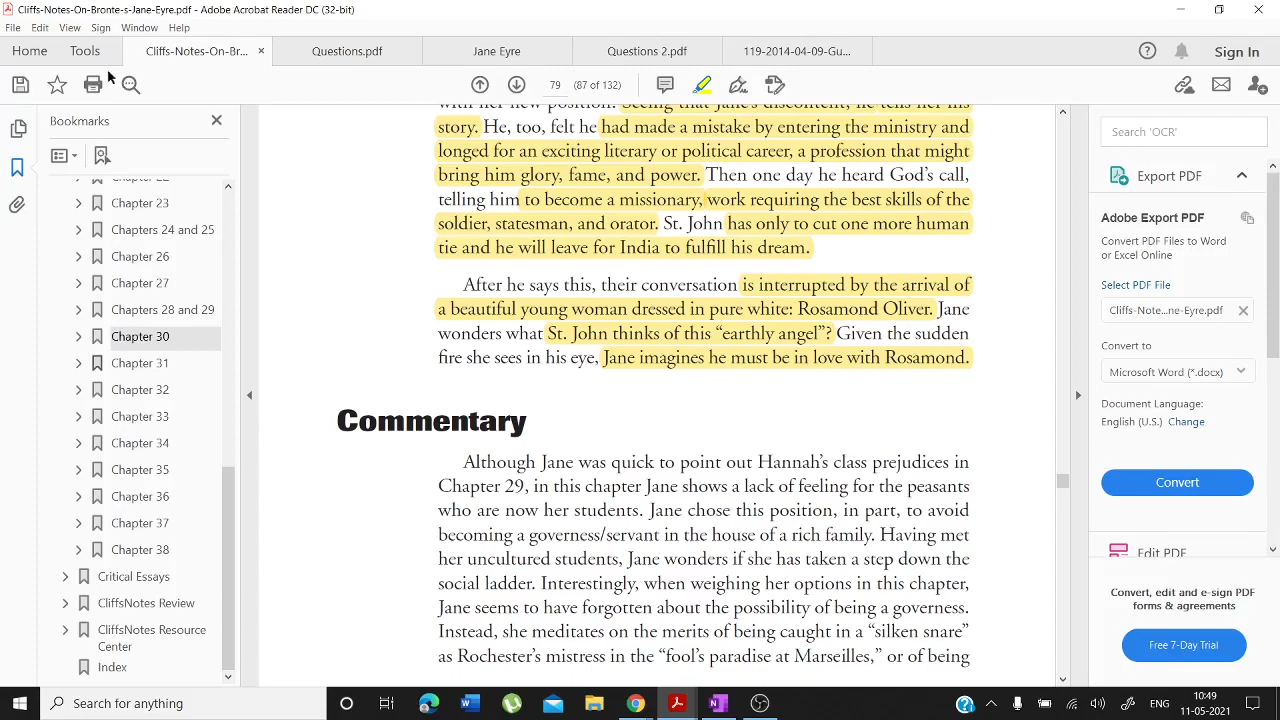 Cliffs-Notes-On-Bronte-s-Jane-Eyre.pdf - Adobe Acrobat Reader DC (32-bit)
File Edit View Sign Window Help
Home Tools Cliffs-Notes-On-Br... × Questions.pdf Jane Eyre Questions 2.pdf 119-2014-04-09-Gu... Sign In
79 (87 of 132)
Bookmarks
Chapter 22
Chapter 23
Chapters 24 and 25
Chapter 26
Chapter 27
Chapters 28 and 29
Chapter 30
Chapter 31
Chapter 32
Chapter 33
Chapter 34
Chapter 35
Chapter 36
Chapter 37
Chapter 38
Critical Essays
CliffsNotes Review
CliffsNotes Resource
Center
Index
with her new position. Seeing that Jane's discontent, he tells her his
story. He, too, felt he had made a mistake by entering the ministry and
longed for an exciting literary or political career, a profession that might
bring him glory, fame, and power. Then one day he heard God's call,
telling him to become a missionary, work requiring the best skills of the
soldier, statesman, and orator. St. John has only to cut one more human
tie and he will leave for India to fulfill his dream.
After he says this, their conversation is interrupted by the arrival of
a beautiful young woman dressed in pure white: Rosamond Oliver. Jane
wonders what St. John thinks of this “earthly angel”? Given the sudden
fire she sees in his eye, Jane imagines he must be in love with Rosamond.
Commentary
Although Jane was quick to point out Hannah's class prejudices in
Chapter 29, in this chapter Jane shows a lack of feeling for the peasants
who are now her students. Jane chose this position, in part, to avoid
becoming a governess/servant in the house of a rich family. Having met
her uncultured students, Jane wonders if she has taken a step down the
social ladder. Interestingly, when weighing her options in this chapter,
Jane seems to have forgotten about the possibility of being a governess.
Instead, she meditates on the merits of being caught in a “silken snare”
as Rochester's mistress in the “fool's paradise at Marseilles,” or of being
Search 'OCR'
Export PDF
Adobe Export PDF
Convert PDF Files to Word
or Excel Online
Select PDF File
Cliffs-Note...ne-Eyre.pdf
Convert to
Microsoft Word (*.docx)
Document Language:
English (U.S.) Change
Convert
Edit PDF
Convert, edit and e-sign PDF
forms & agreements
Free 7-Day Trial
Search for anything
10:49
11-05-2021